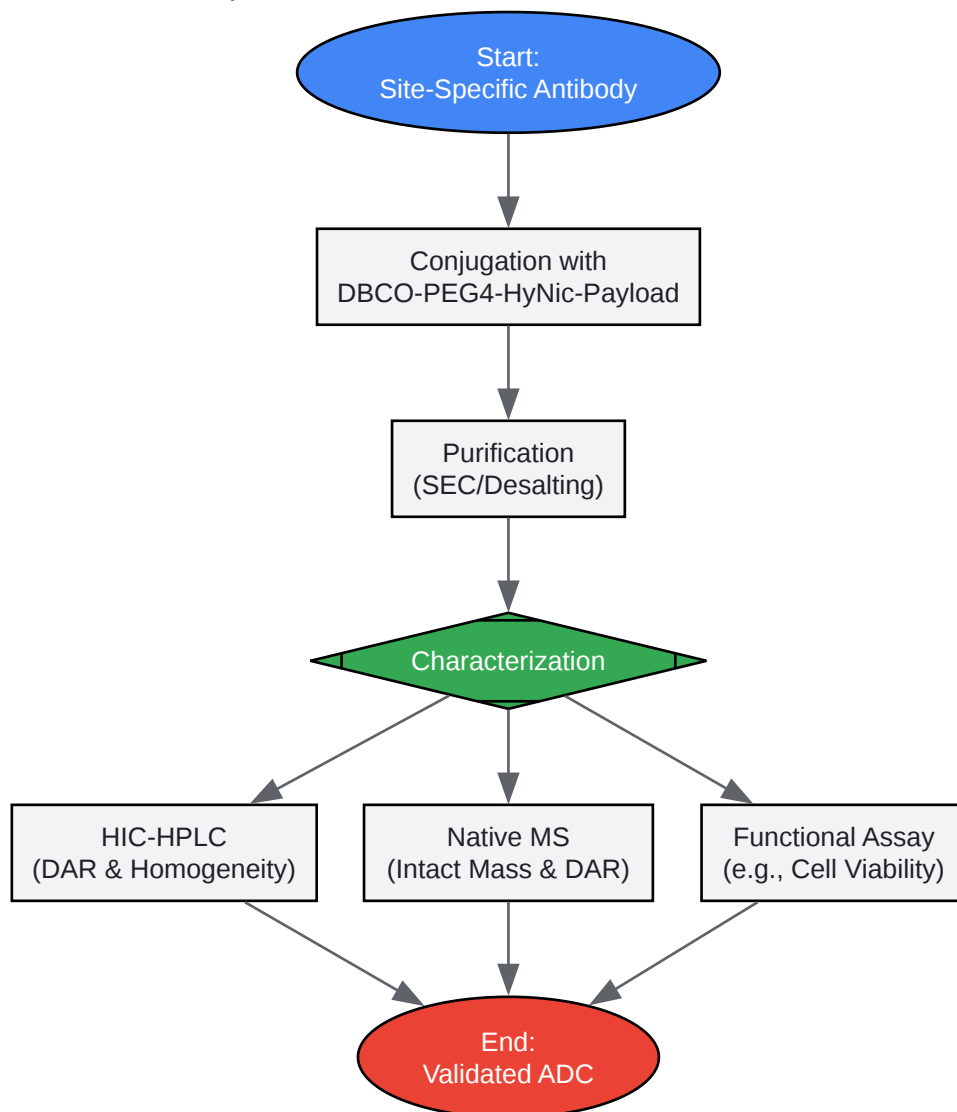 Start:
Site-Specific Antibody
Conjugation with
DBCO-PEG4-HyNic-Payload
Purification
(SEC/Desalting)
Characterization
HIC-HPLC
(DAR & Homogeneity)
Native MS
(Intact Mass & DAR)
Functional Assay
(e.g., Cell Viability)
End:
Validated ADC